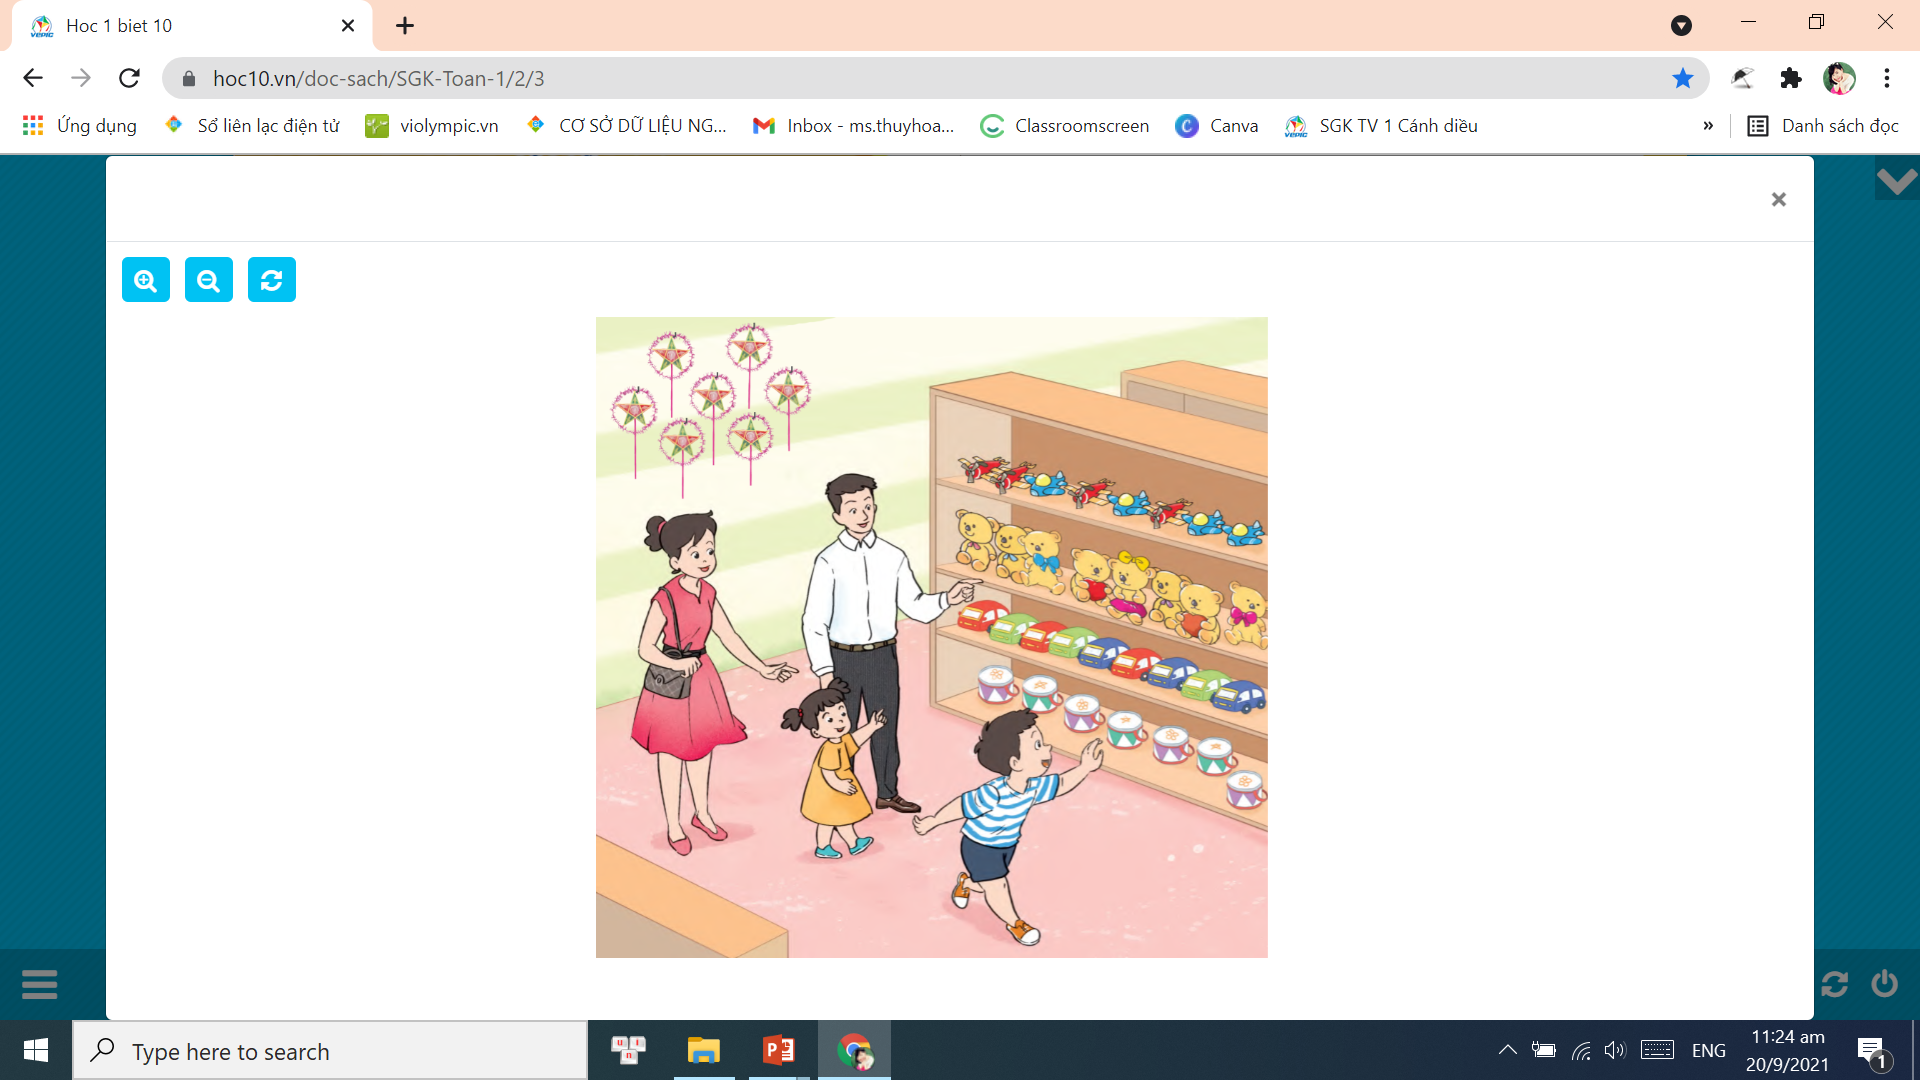 Hoc 1 biet 10
hoc10.vn/doc-sach/SGK-Toan-1/2/3
Ứng dụng
Sổ liên lạc điện tử
violympic.vn
CƠ SỞ DỮ LIỆU NG...
Inbox - ms.thuyhoa...
Classroomscreen
Canva
SGK TV 1 Cánh diều
»
Danh sách đọc
Type here to search
ENG
11:24 am
20/9/2021
1